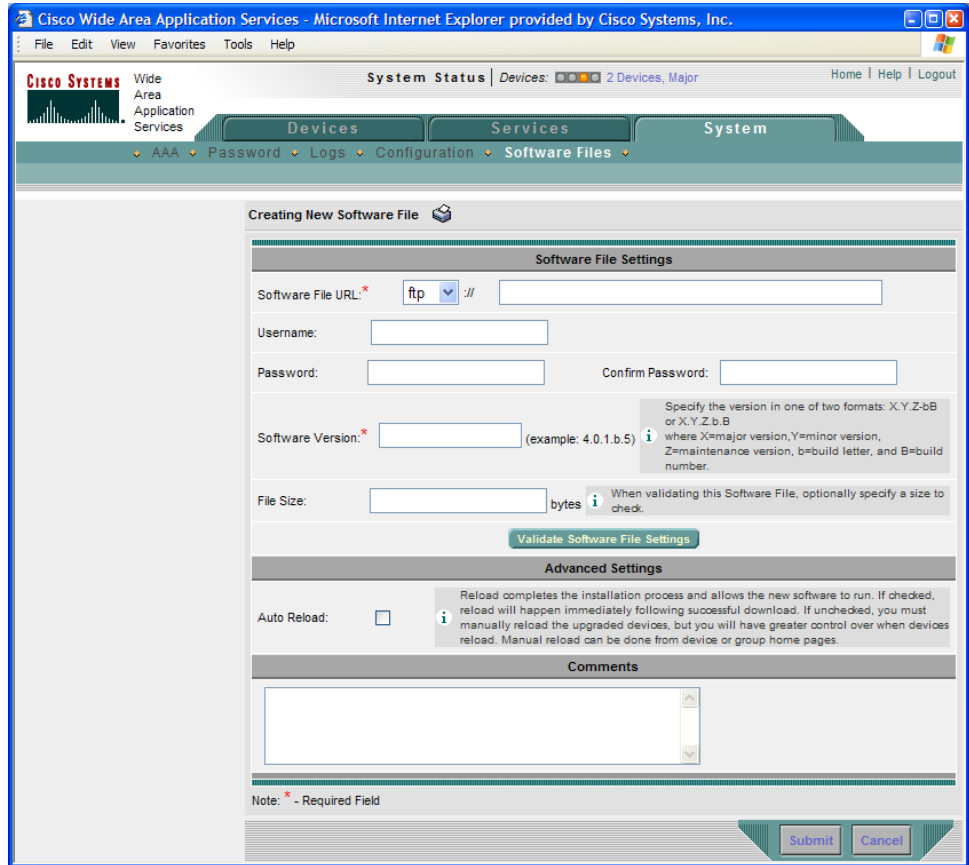 Cisco Wide Area Application Services - Microsoft Internet Explorer provided by Cisco Systems, Inc.
File Edit View Favorites Tools Help
CISCO SYSTEMS
Wide
Area
Application
Services
System Status Devices: 2 Devices, Major
Home Help Logout
Devices Services System
AAA Password Logs Configuration Software Files
Creating New Software File
Software File Settings
Software File URL:* ftp ://
Username:
Password: Confirm Password:
Software Version:* (example: 4.0.1.b.5)
Specify the version in one of two formats: X.Y.Z-bB
or X.Y.Z.b.B
where X=major version,Y=minor version,
Z=maintenance version, b=build letter, and B=build
number.
File Size: bytes
When validating this Software File, optionally specify a size to
check.
Validate Software File Settings
Advanced Settings
Auto Reload:
Reload completes the installation process and allows the new software to run. If checked,
reload will happen immediately following successful download. If unchecked, you must
manually reload the upgraded devices, but you will have greater control over when devices
reload. Manual reload can be done from device or group home pages.
Comments
Note: * - Required Field
Submit Cancel